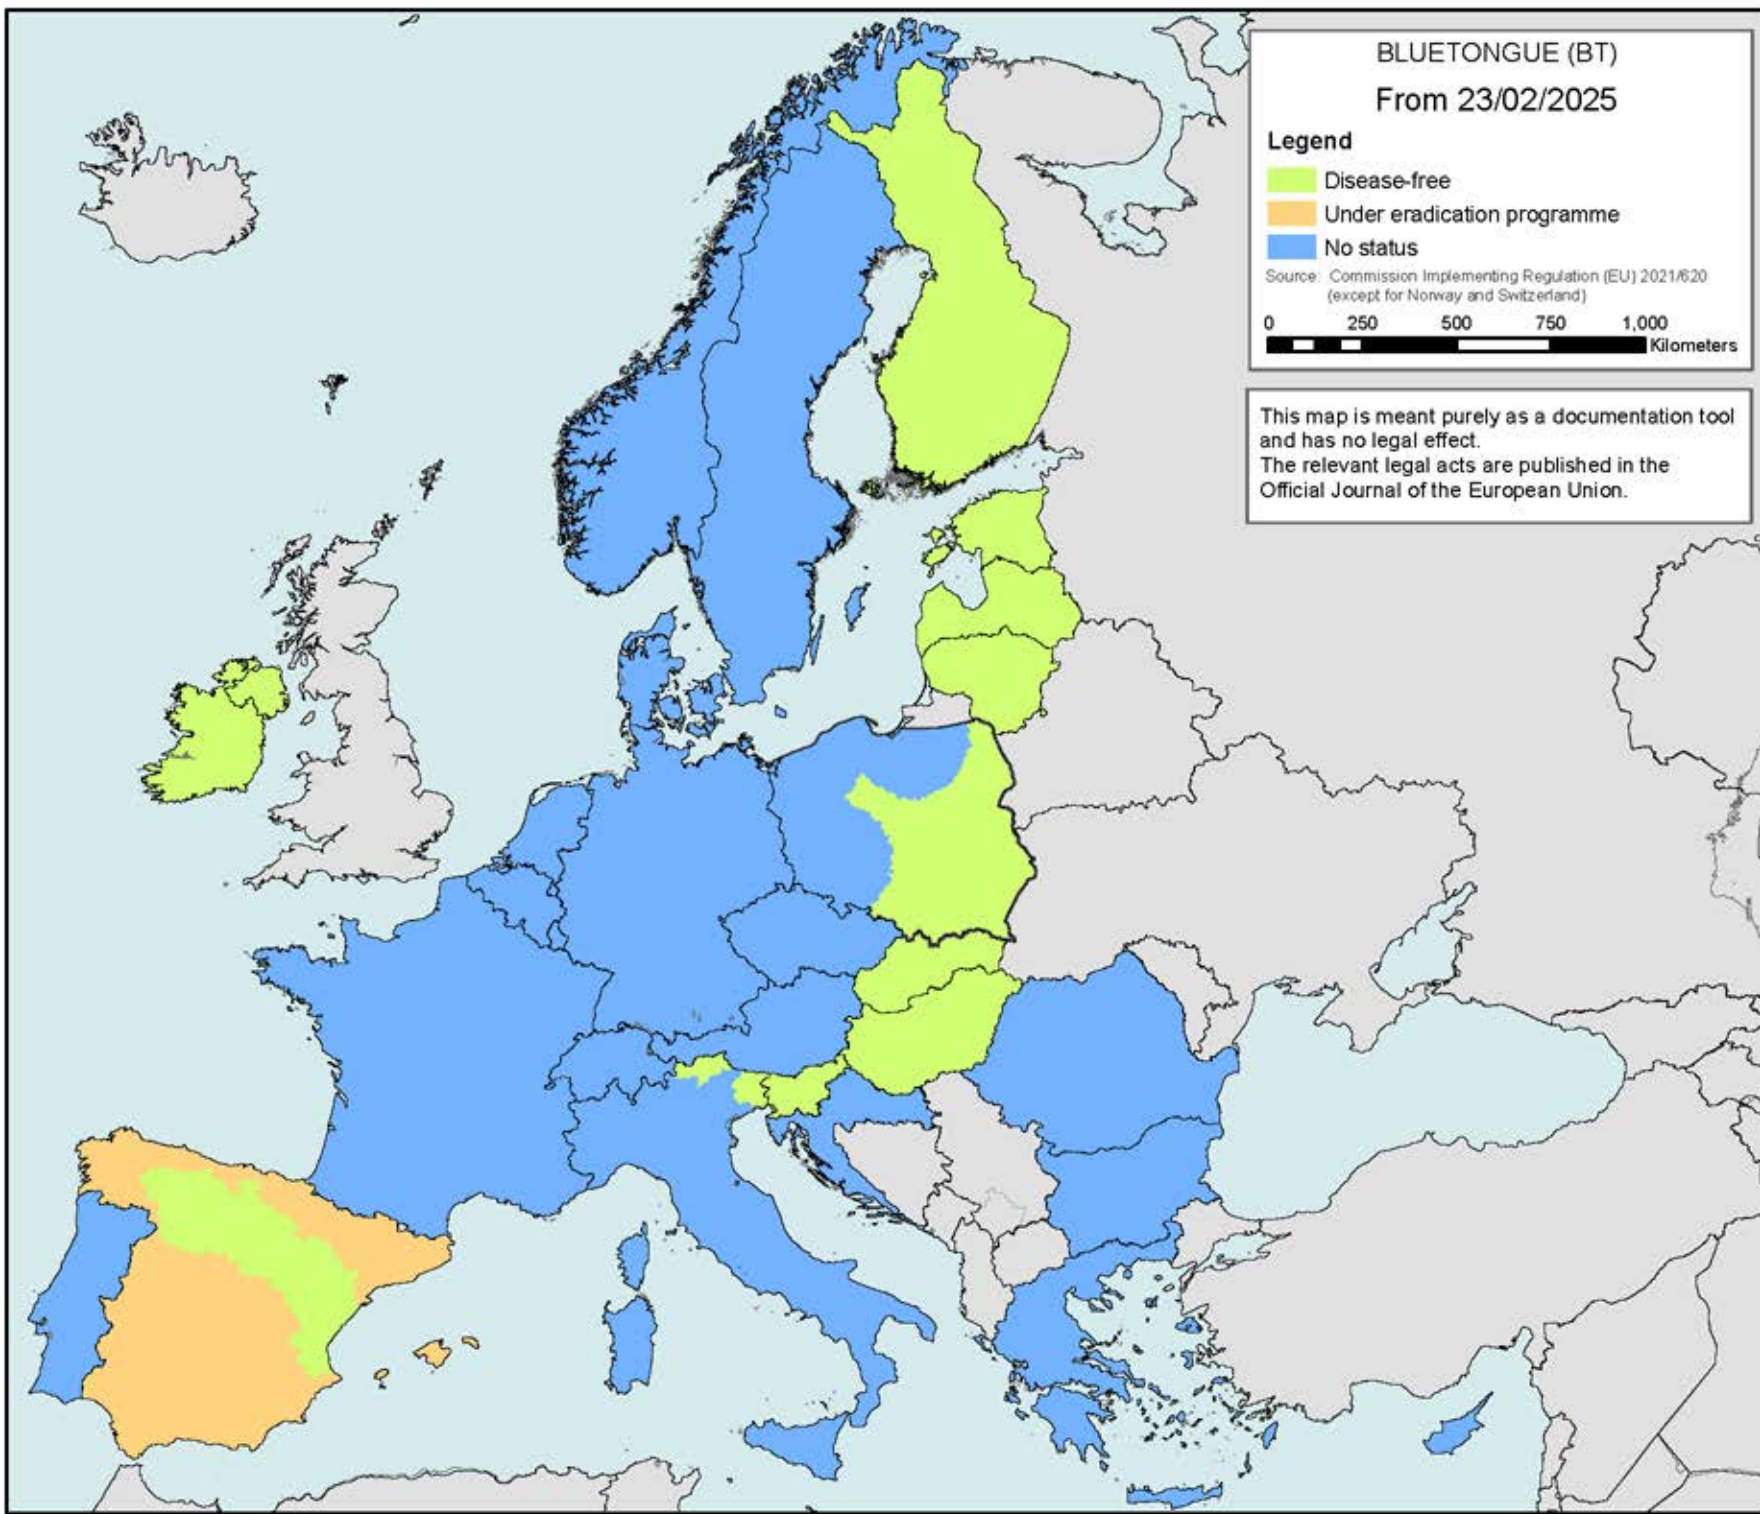 BLUETONGUE (BT)
From 23/02/2025
Legend
Disease-free
Under eradication programme
No status
Source: Commission Implementing Regulation (EU) 2021/620
(except for Norway and Switzerland)
0 250 500 750 1,000
Kilometers
This map is meant purely as a documentation tool
and has no legal effect.
The relevant legal acts are published in the
Official Journal of the European Union.